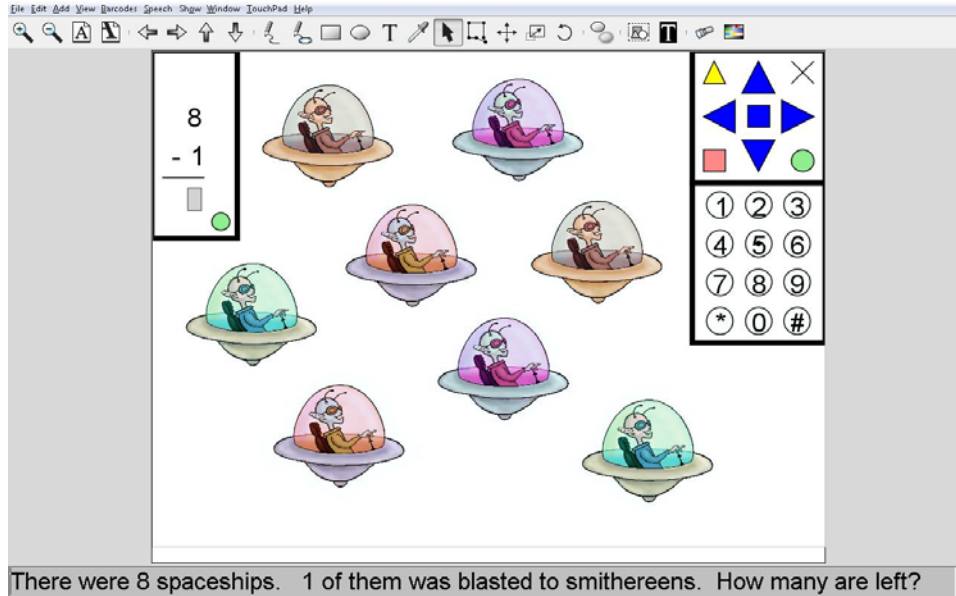 File Edit Add View Barcodes Speech Show Window TouchPad Help
A T T
8
- 1
1 2 3
4 5 6
7 8 9
* 0 #
There were 8 spaceships. 1 of them was blasted to smithereens. How many are left?